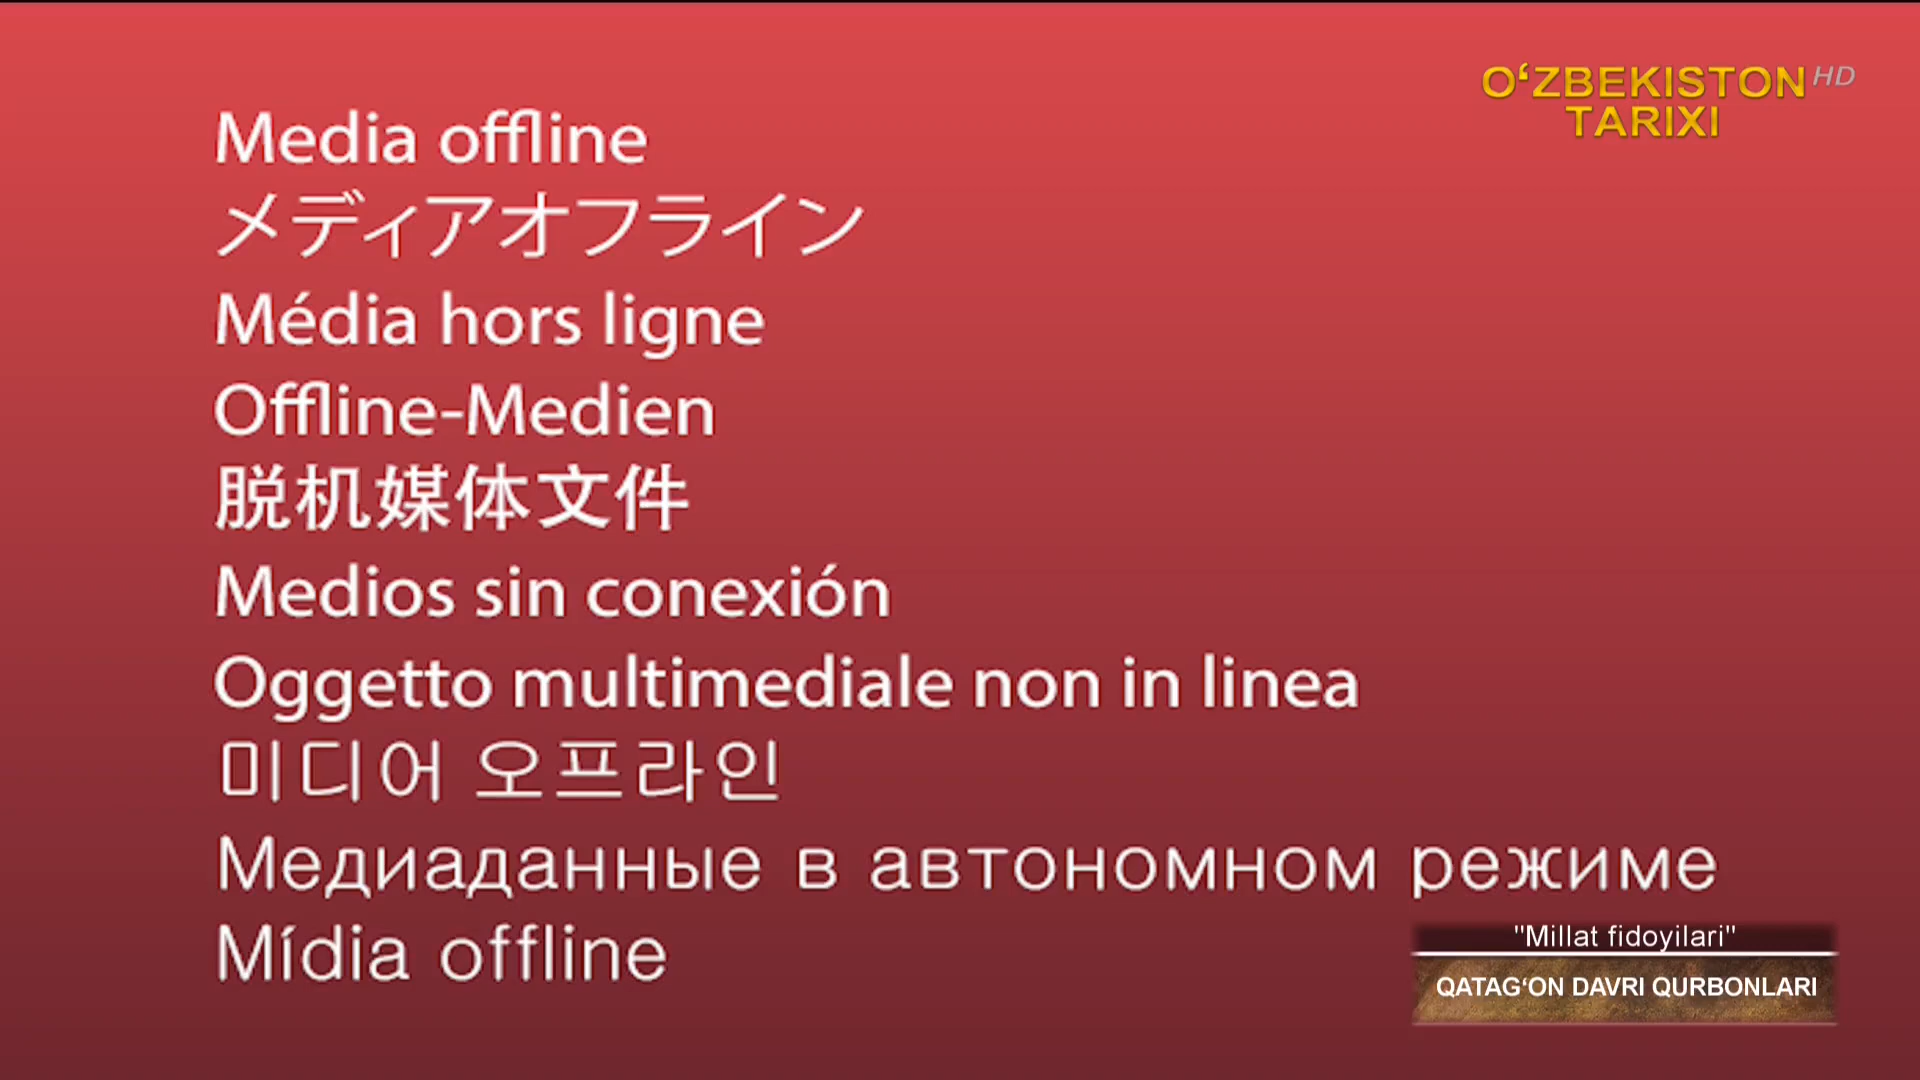 O‘ZBEKISTON HD
TARIXI
Media offline
メディアオフライン
Média hors ligne
Offline-Medien
脱机媒体文件
Medios sin conexión
Oggetto multimediale non in linea
미디어 오프라인
Медиаданные в автономном режиме
Mídia offline
"Millat fidoyilari"
QATAG‘ON DAVRI QURBONLARI